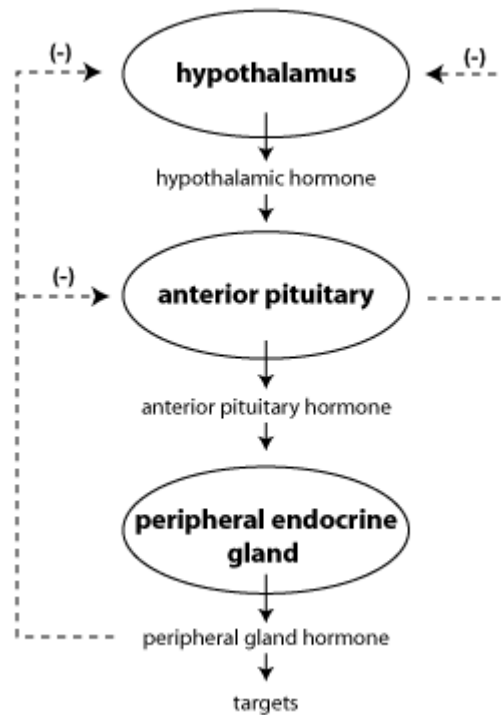 (-)
(-)
hypothalamus
hypothalamic hormone
(-)
anterior pituitary
anterior pituitary hormone
peripheral endocrine
gland
peripheral gland hormone
targets